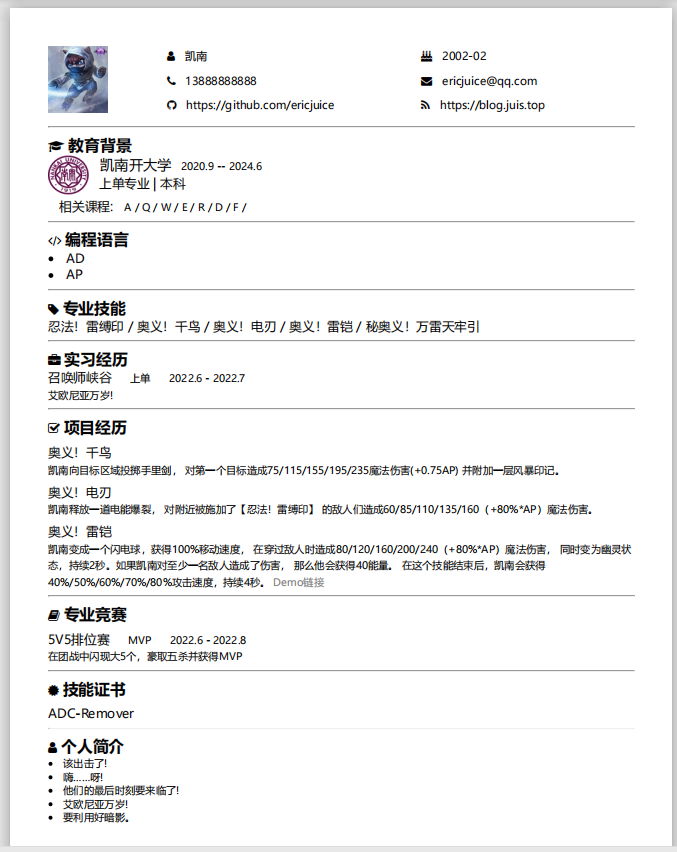 凯南 2002-02
13888888888 ericjuice@qq.com
https://github.com/ericjuice https://blog.juis.top
教育背景
凯南开大学 2020.9 -- 2024.6
上单专业 | 本科
相关课程: A / Q / W / E / R / D / F /
编程语言
• AD
• AP
专业技能
忍法！雷缚印 / 奥义！千鸟 / 奥义！电刃 / 奥义！雷铠 / 秘奥义！万雷天牢引
实习经历
召唤师峡谷 上单 2022.6 - 2022.7
艾欧尼亚万岁!
项目经历
奥义！千鸟
凯南向目标区域投掷手里剑， 对第一个目标造成75/115/155/195/235魔法伤害(+0.75AP) 并附加一层风暴印记。
奥义！电刃
凯南释放一道电能爆裂， 对附近被施加了【忍法！雷缚印】 的敌人们造成60/85/110/135/160（+80%*AP）魔法伤害。
奥义！雷铠
凯南变成一个闪电球，获得100%移动速度， 在穿过敌人时造成80/120/160/200/240（+80%*AP）魔法伤害， 同时变为幽灵状
态，持续2秒。如果凯南对至少一名敌人造成了伤害， 那么他会获得40能量。 在这个技能结束后，凯南会获得
40%/50%/60%/70%/80%攻击速度，持续4秒。 Demo链接
专业竞赛
5V5排位赛 MVP 2022.6 - 2022.8
在团战中闪现大5个，豪取五杀并获得MVP
技能证书
ADC-Remover
个人简介
• 该出击了!
• 嗨......呀!
• 他们的最后时刻要来临了!
• 艾欧尼亚万岁!
• 要利用好暗影。